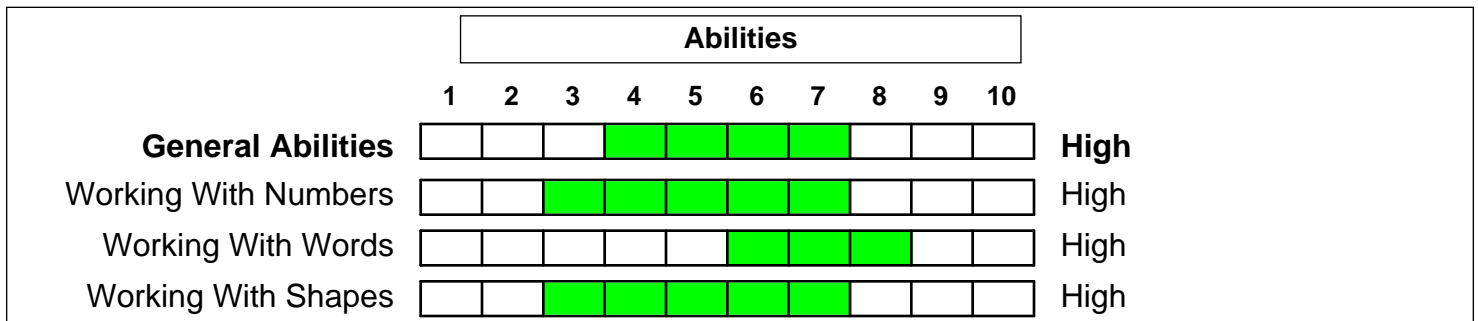 Abilities
1 2 3 4 5 6 7 8 9 10
General Abilities High
Working With Numbers High
Working With Words High
Working With Shapes High